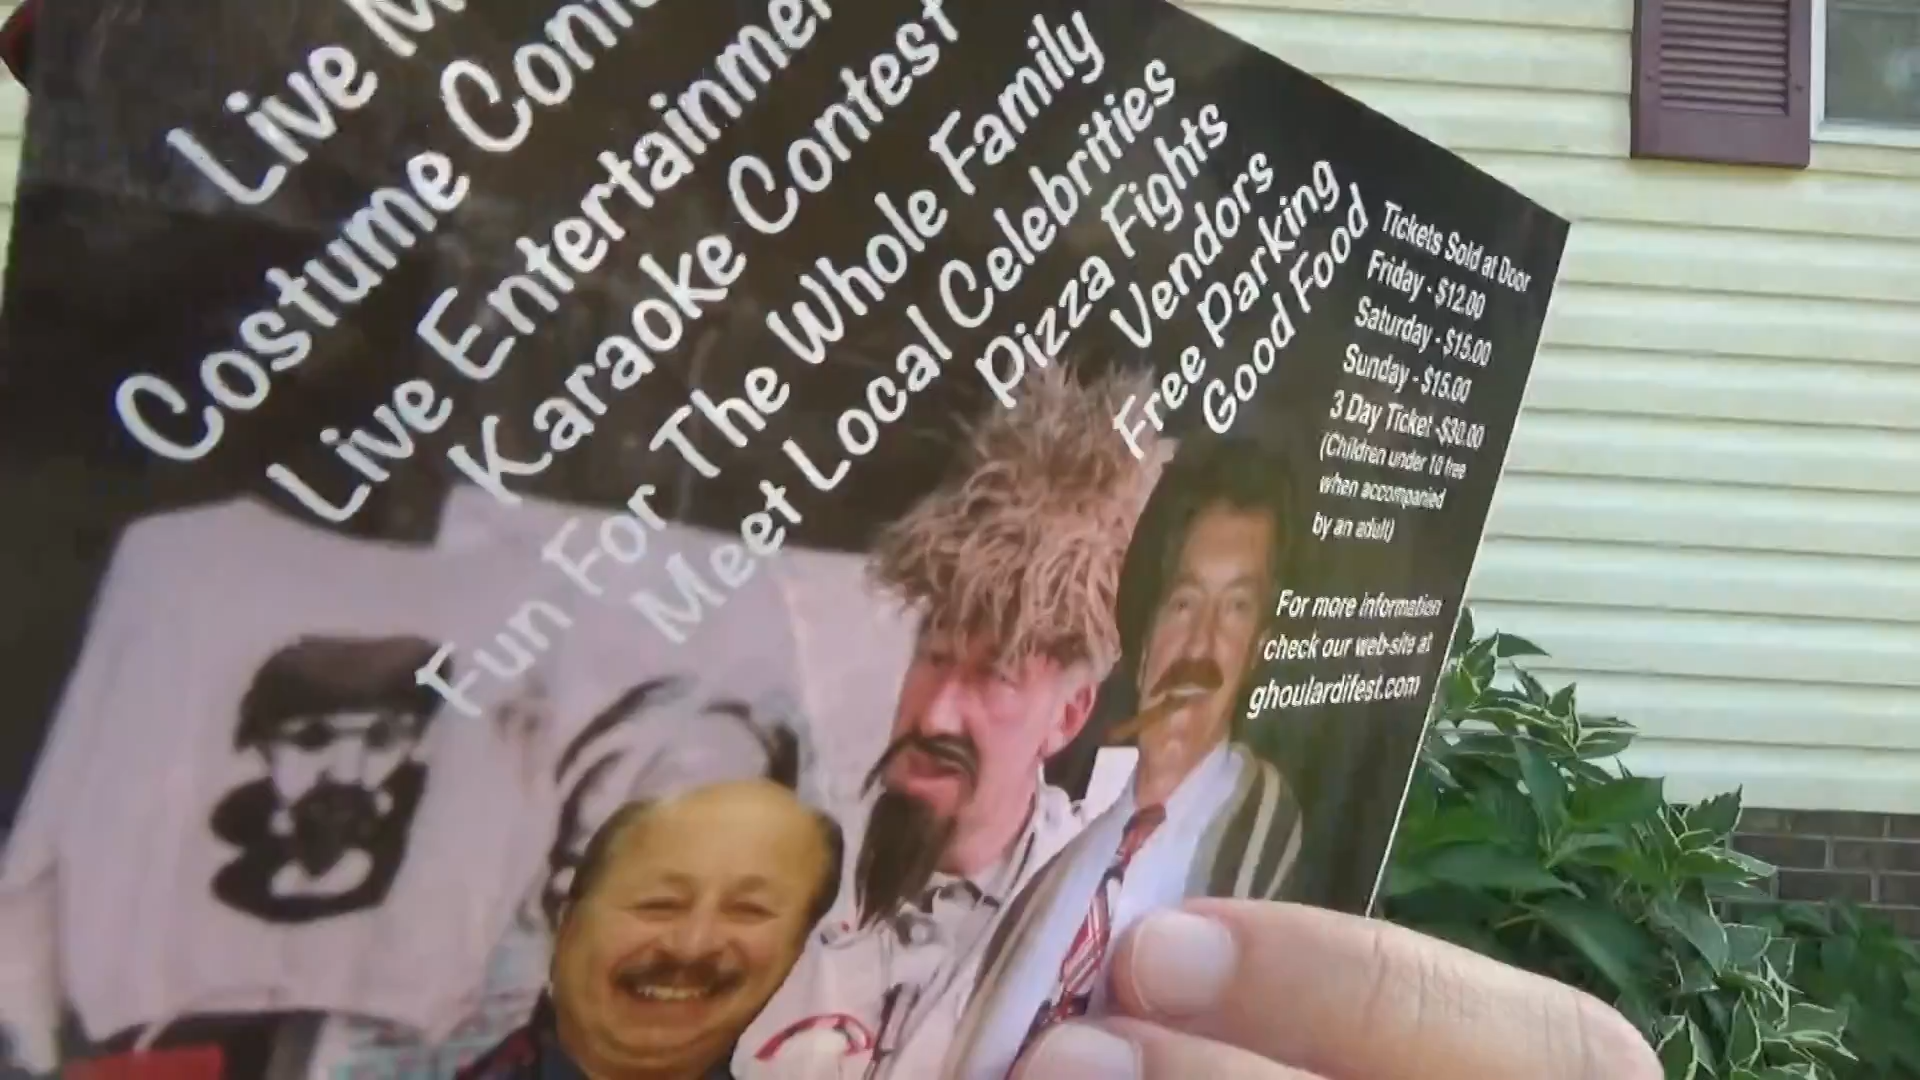 Live
Costume
Live Entertainment
Karaoke Contest
Fun For The Whole Family
Meet Local Celebrities
Pizza Fights
Vendors
Free Parking
Good Food
Tickets Sold at Door
Friday - $12.00
Saturday - $15.00
Sunday - $15.00
3 Day Ticket -$30.00
(Children under 10 free
when accompanied
by an adult)
For more information
check our web-site at
ghoulardifest.com